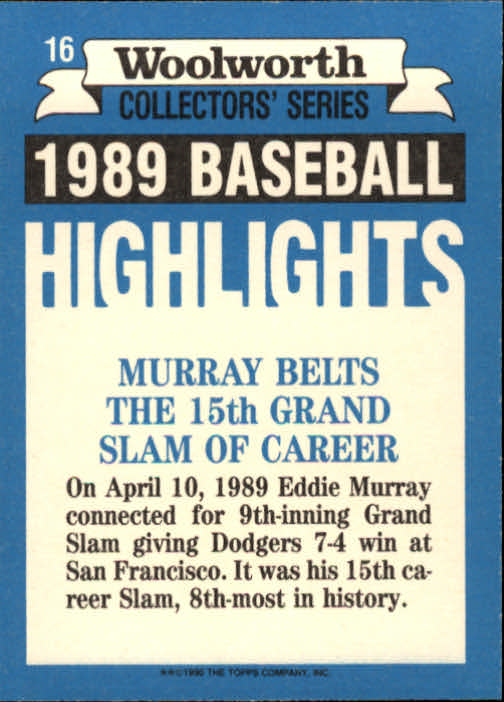 16
Woolworth
COLLECTORS' SERIES
1989 BASEBALL
HIGHLIGHTS
MURRAY BELTS
THE 15th GRAND
SLAM OF CAREER
On April 10, 1989 Eddie Murray
connected for 9th-inning Grand
Slam giving Dodgers 7-4 win at
San Francisco. It was his 15th ca-
reer Slam, 8th-most in history.
**©1990 THE TOPPS COMPANY, INC.